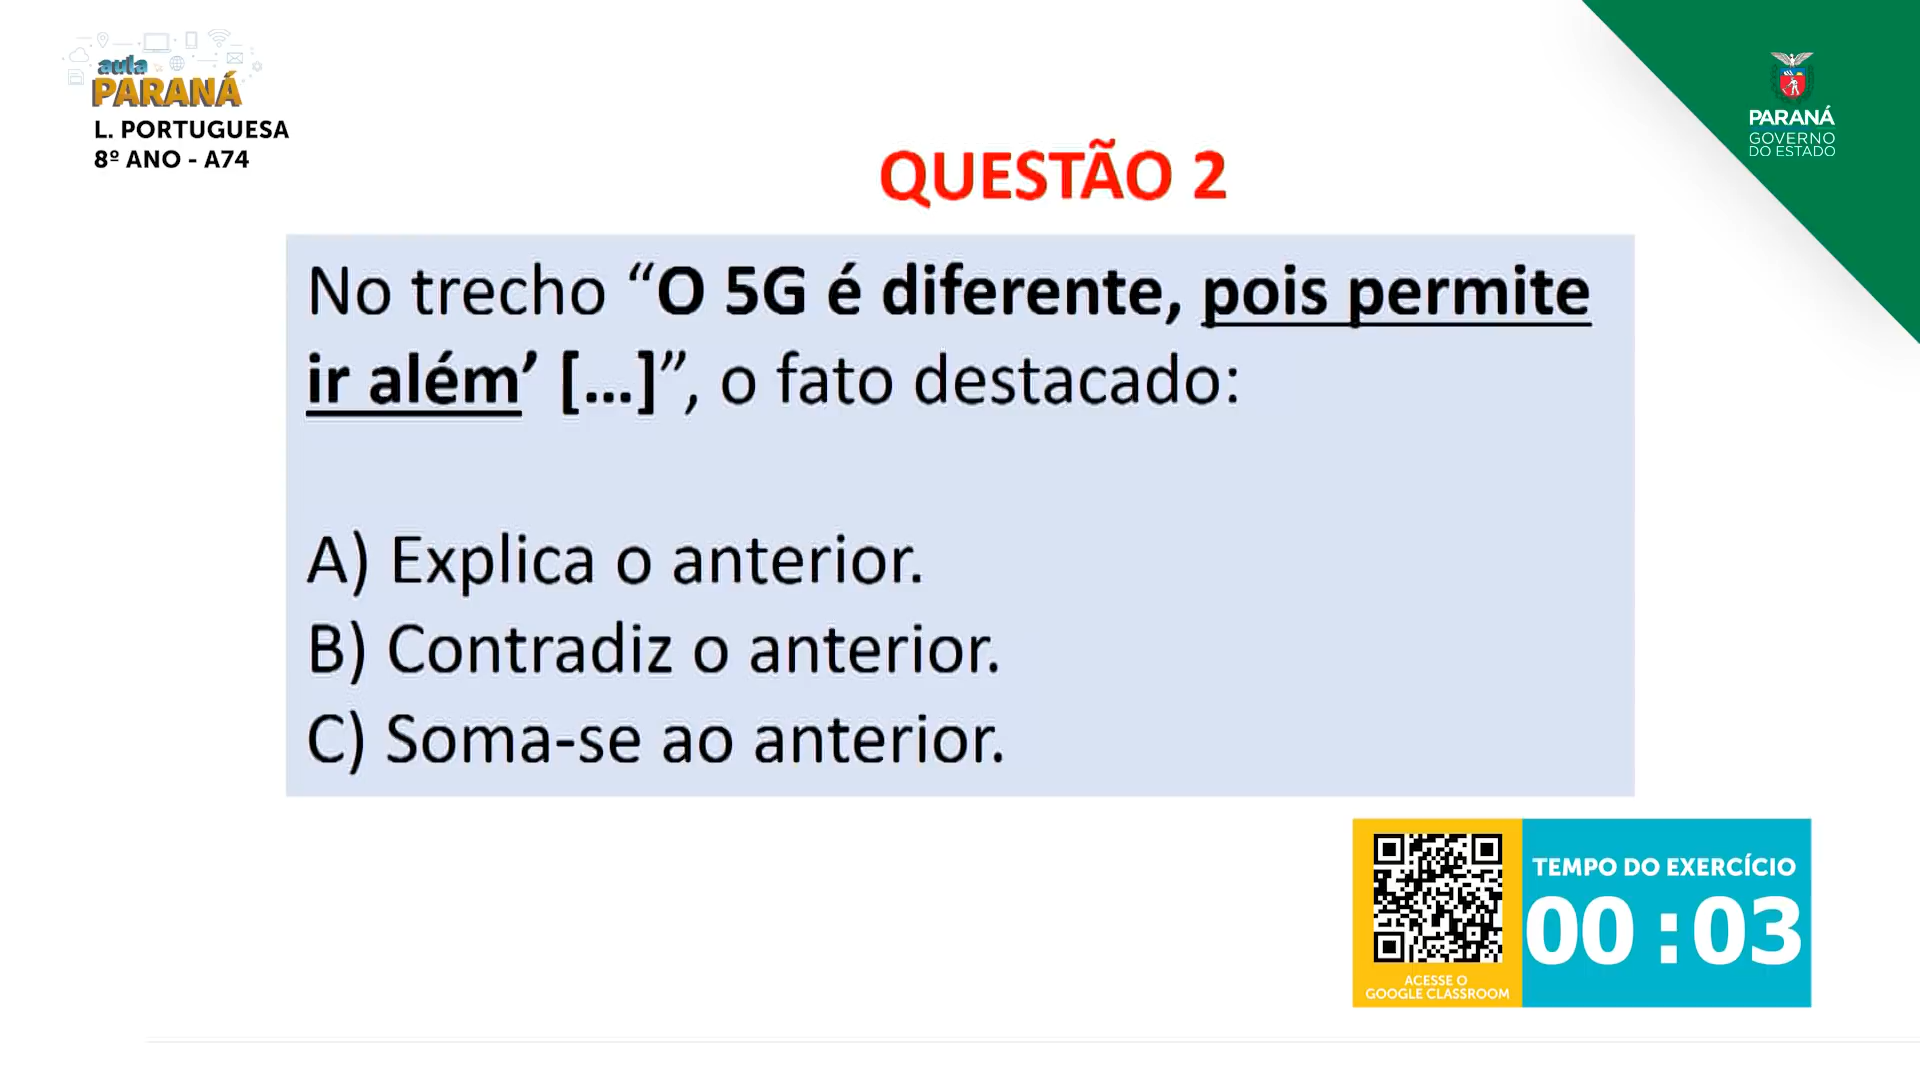 aula
PARANÁ
L. PORTUGUESA
8º ANO - A74
PARANÁ
GOVERNO
DO ESTADO
QUESTÃO 2
No trecho “O 5G é diferente, pois permite
ir além’ [...]”, o fato destacado:
A) Explica o anterior.
B) Contradiz o anterior.
C) Soma-se ao anterior.
ACESSE O
GOOGLE CLASSROOM
TEMPO DO EXERCÍCIO
00 :03